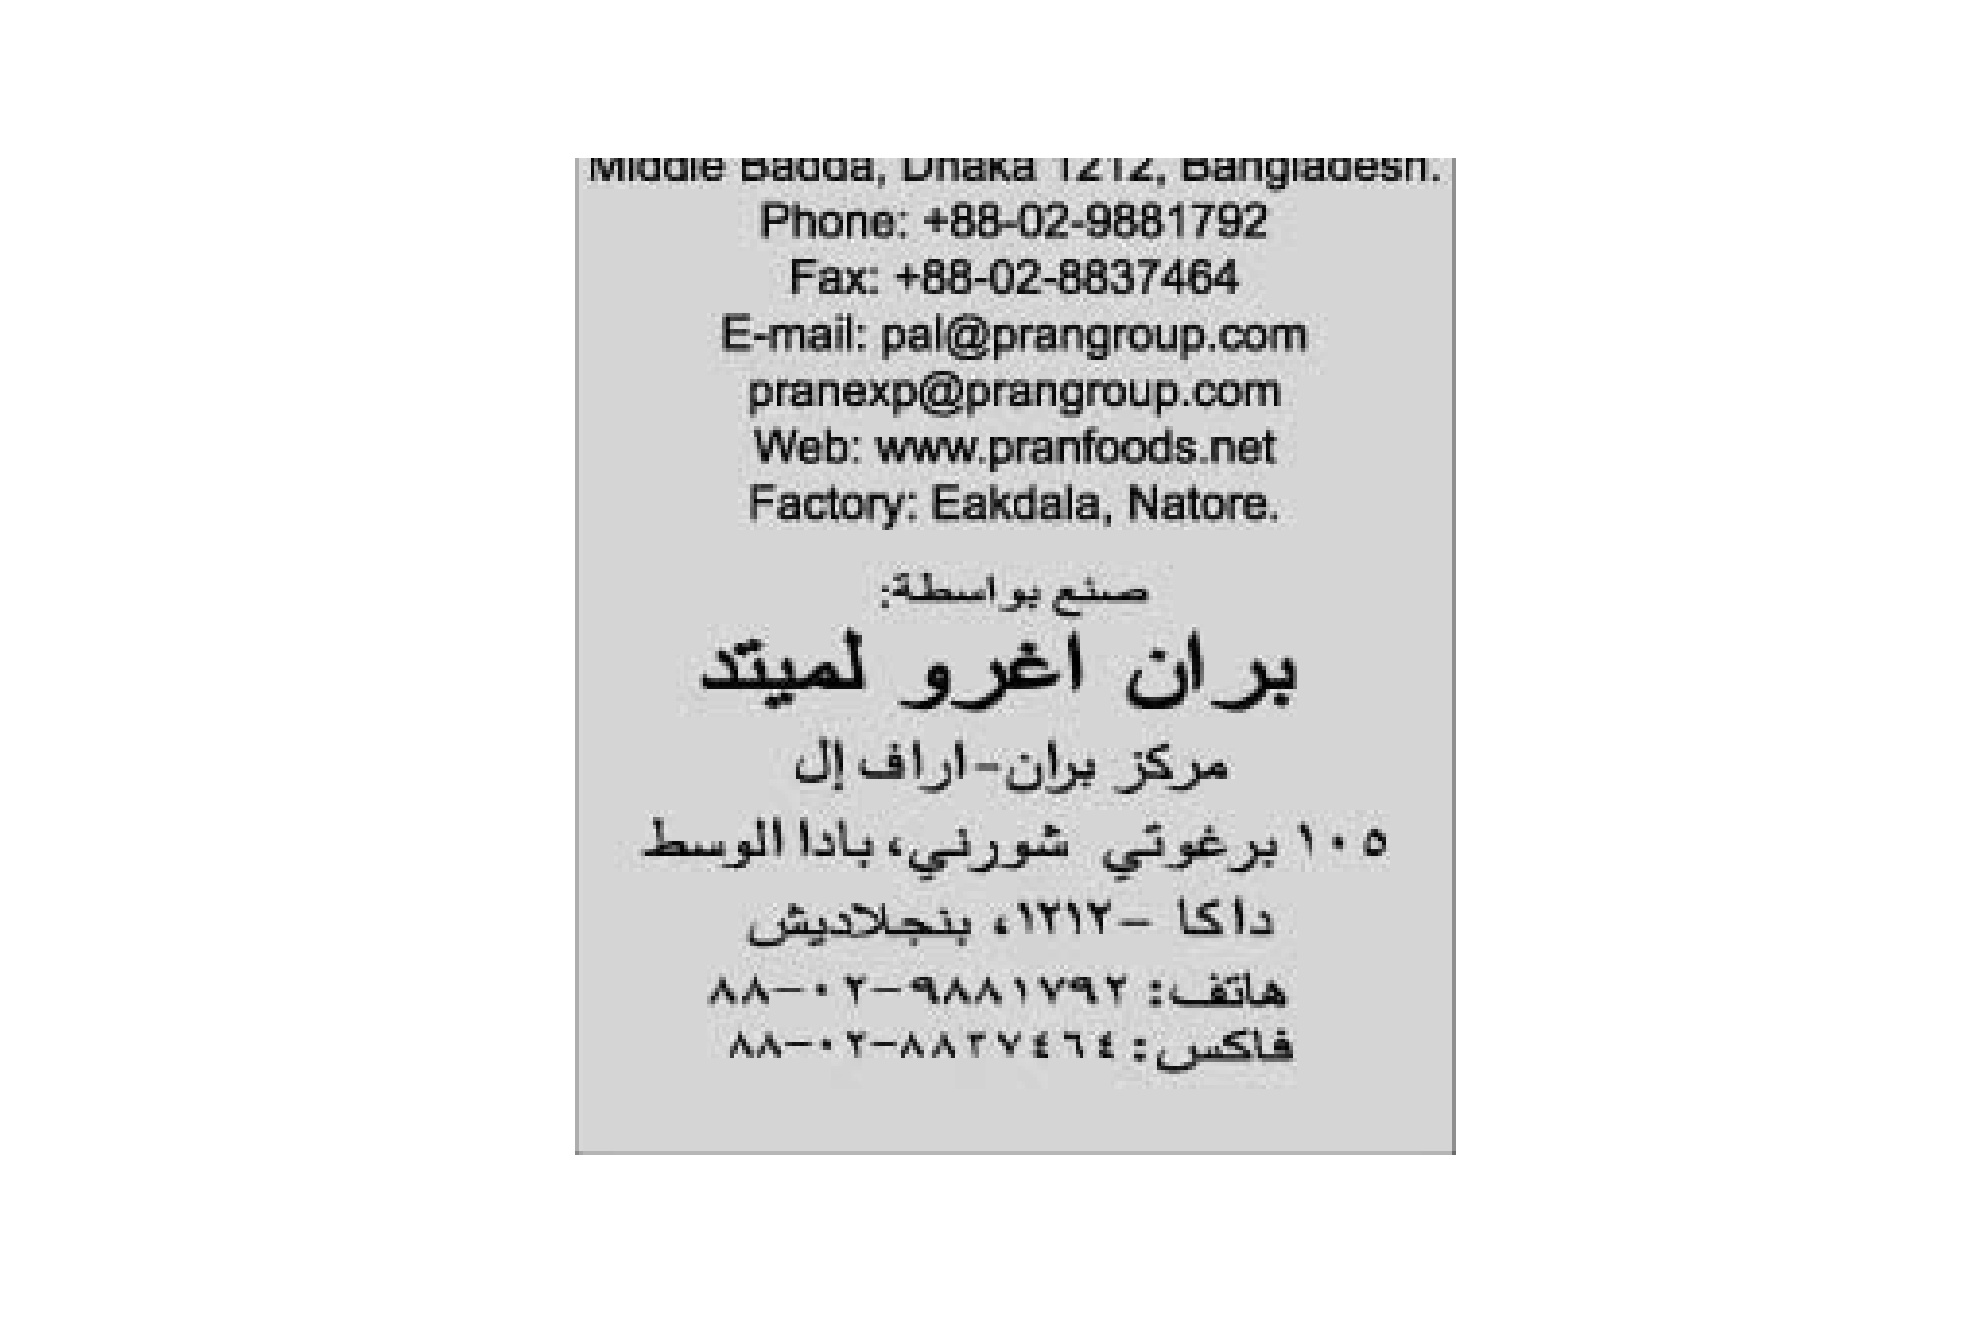 Middle Badda, Dhaka 1212, Bangladesh.
Phone: +88-02-9881792
Fax: +88-02-8837464
E-mail: pal@prangroup.com
pranexp@prangroup.com
Web: www.pranfoods.net
Factory: Eakdala, Natore.
صنع بواسطة:
بران اغرو لميتد
مركز بران-اراف إل
١٠٥ برغوتي شورني، بادا الوسط
داكا –١٢١٢، بنجلاديش
هاتف: ٨٨–٠٢–٩٨٨١٧٩٢
فاكس: ٨٨–٠٢–٨٨٣٧٤٦٤